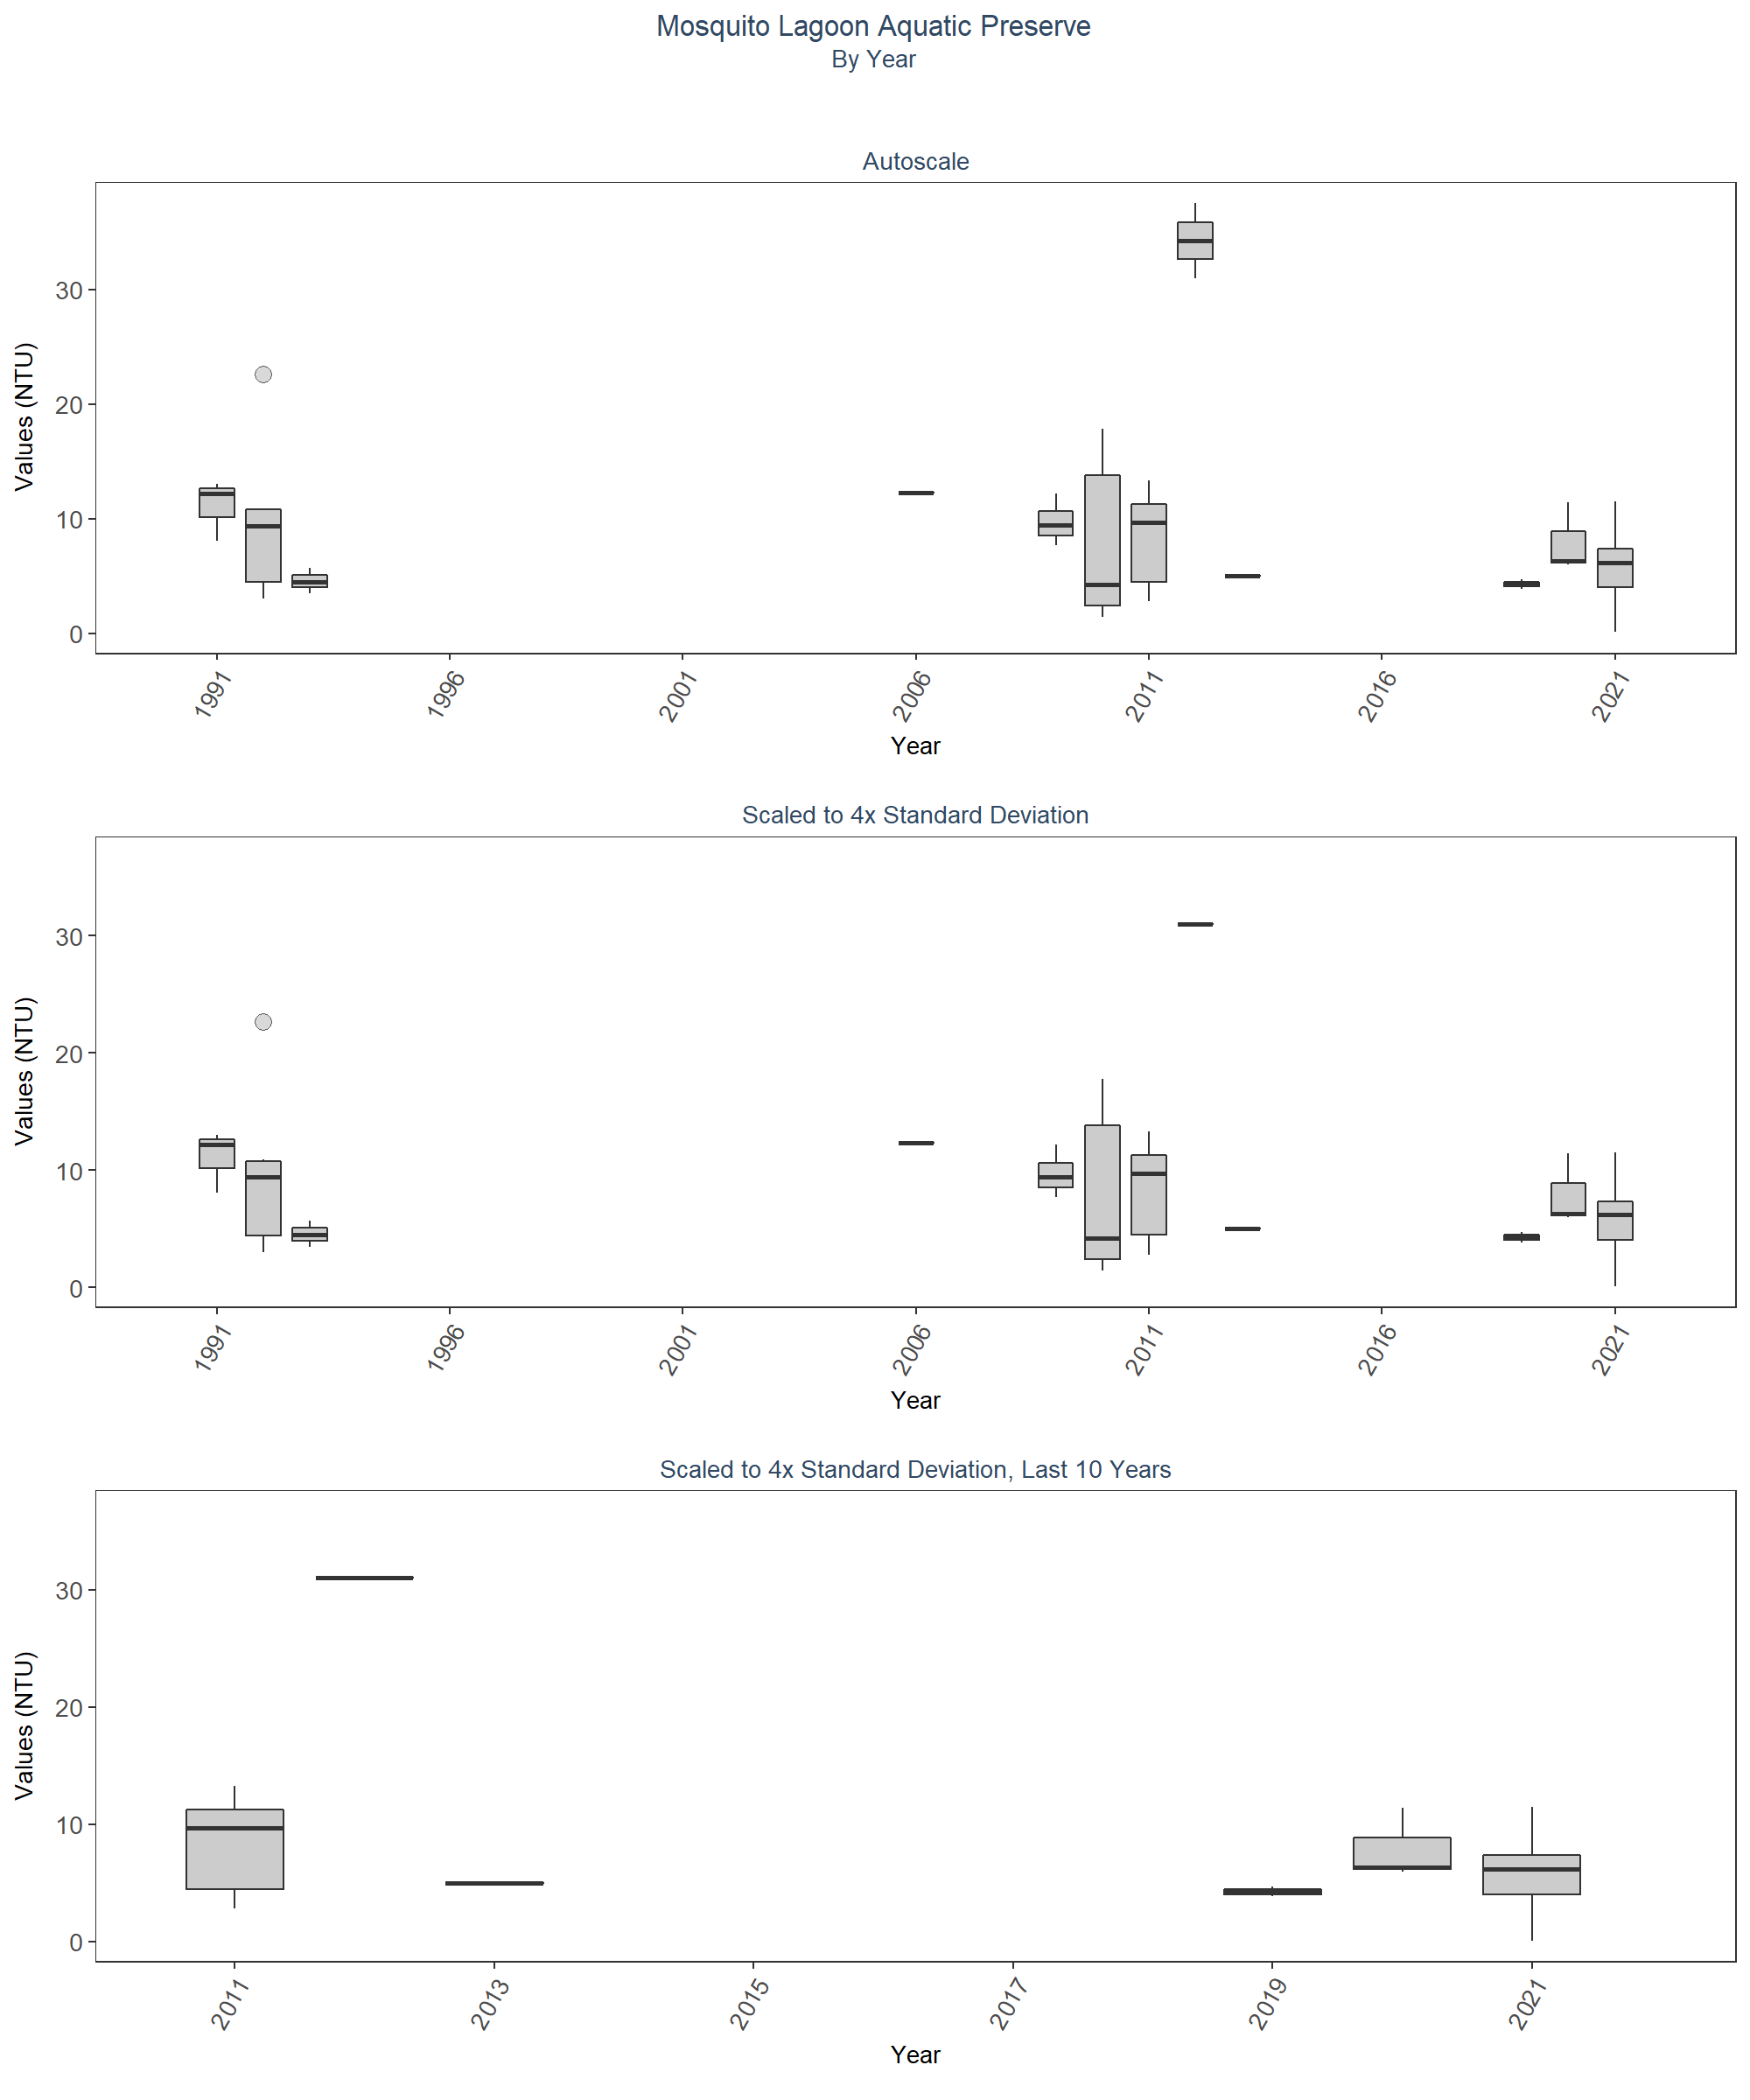 Mosquito Lagoon Aquatic Preserve
By Year
Autoscale
Values (NTU)
30
20
10
0
1991 1996 2001 2006 2011 2016 2021
Year
Scaled to 4x Standard Deviation
Values (NTU)
30
20
10
0
1991 1996 2001 2006 2011 2016 2021
Year
Scaled to 4x Standard Deviation, Last 10 Years
Values (NTU)
30
20
10
0
2011 2013 2015 2017 2019 2021
Year